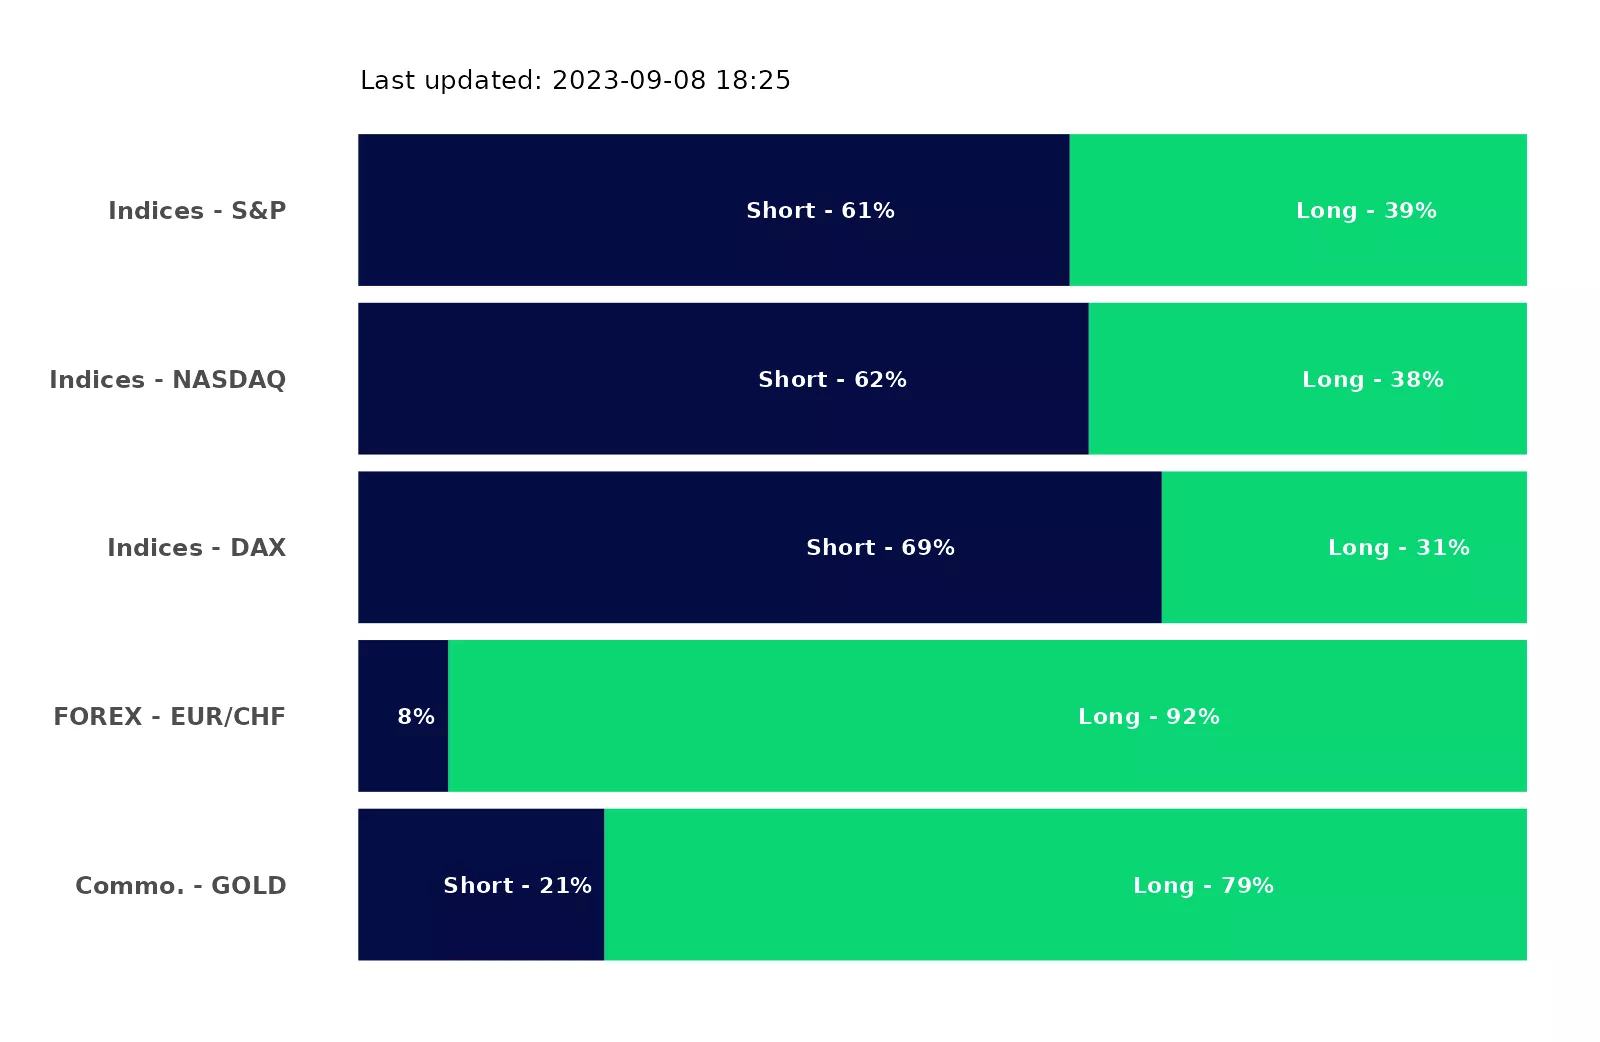 Last updated: 2023-09-08 18:25
Indices - S&P Short - 61% Long - 39%
Indices - NASDAQ Short - 62% Long - 38%
Indices - DAX Short - 69% Long - 31%
FOREX - EUR/CHF 8% Long - 92%
Commo. - GOLD Short - 21% Long - 79%